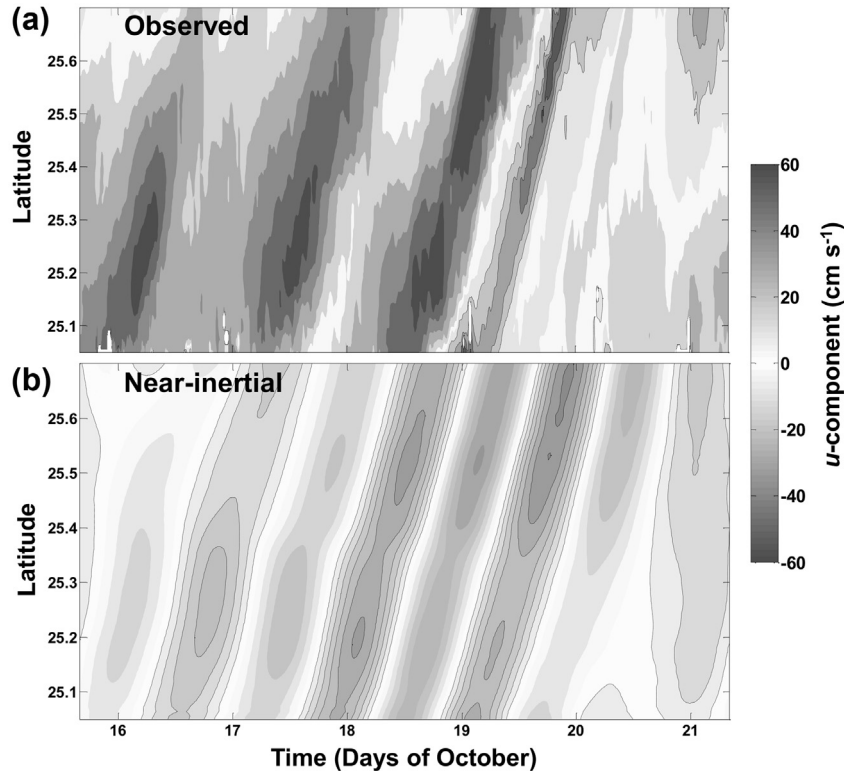 (a)
Observed
25.6
25.5
25.4
25.3
25.2
25.1
Latitude
(b)
Near-inertial
25.6
25.5
25.4
25.3
25.2
25.1
Latitude
16 17 18 19 20 21
Time (Days of October)
60
40
20
0
-20
-40
-60
u-component (cm s⁻¹)